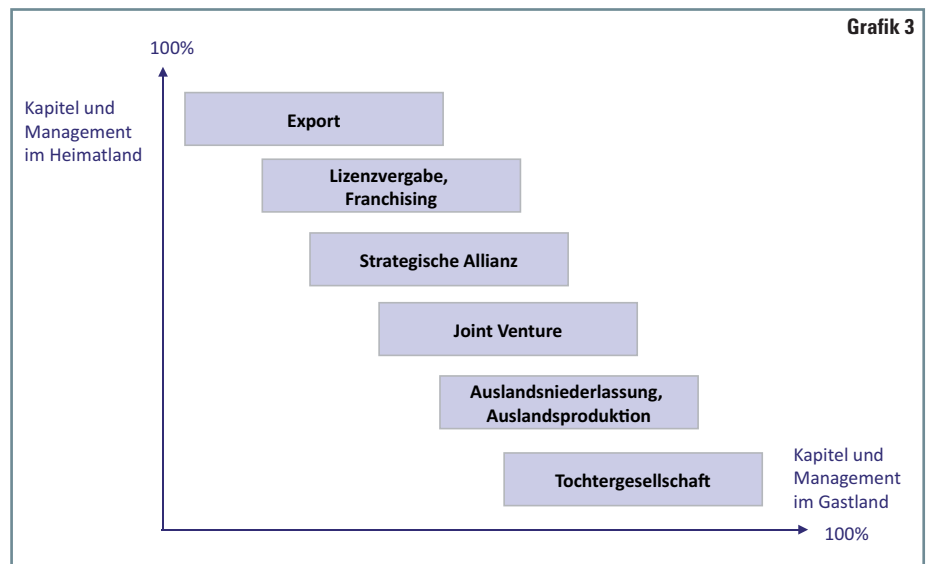 Grafik 3
100%
Kapitel und
Management
im Heimatland
Export
Lizenzvergabe,
Franchising
Strategische Allianz
Joint Venture
Auslandsniederlassung,
Auslandsproduktion
Tochtergesellschaft
Kapitel und
Management
im Gastland
100%